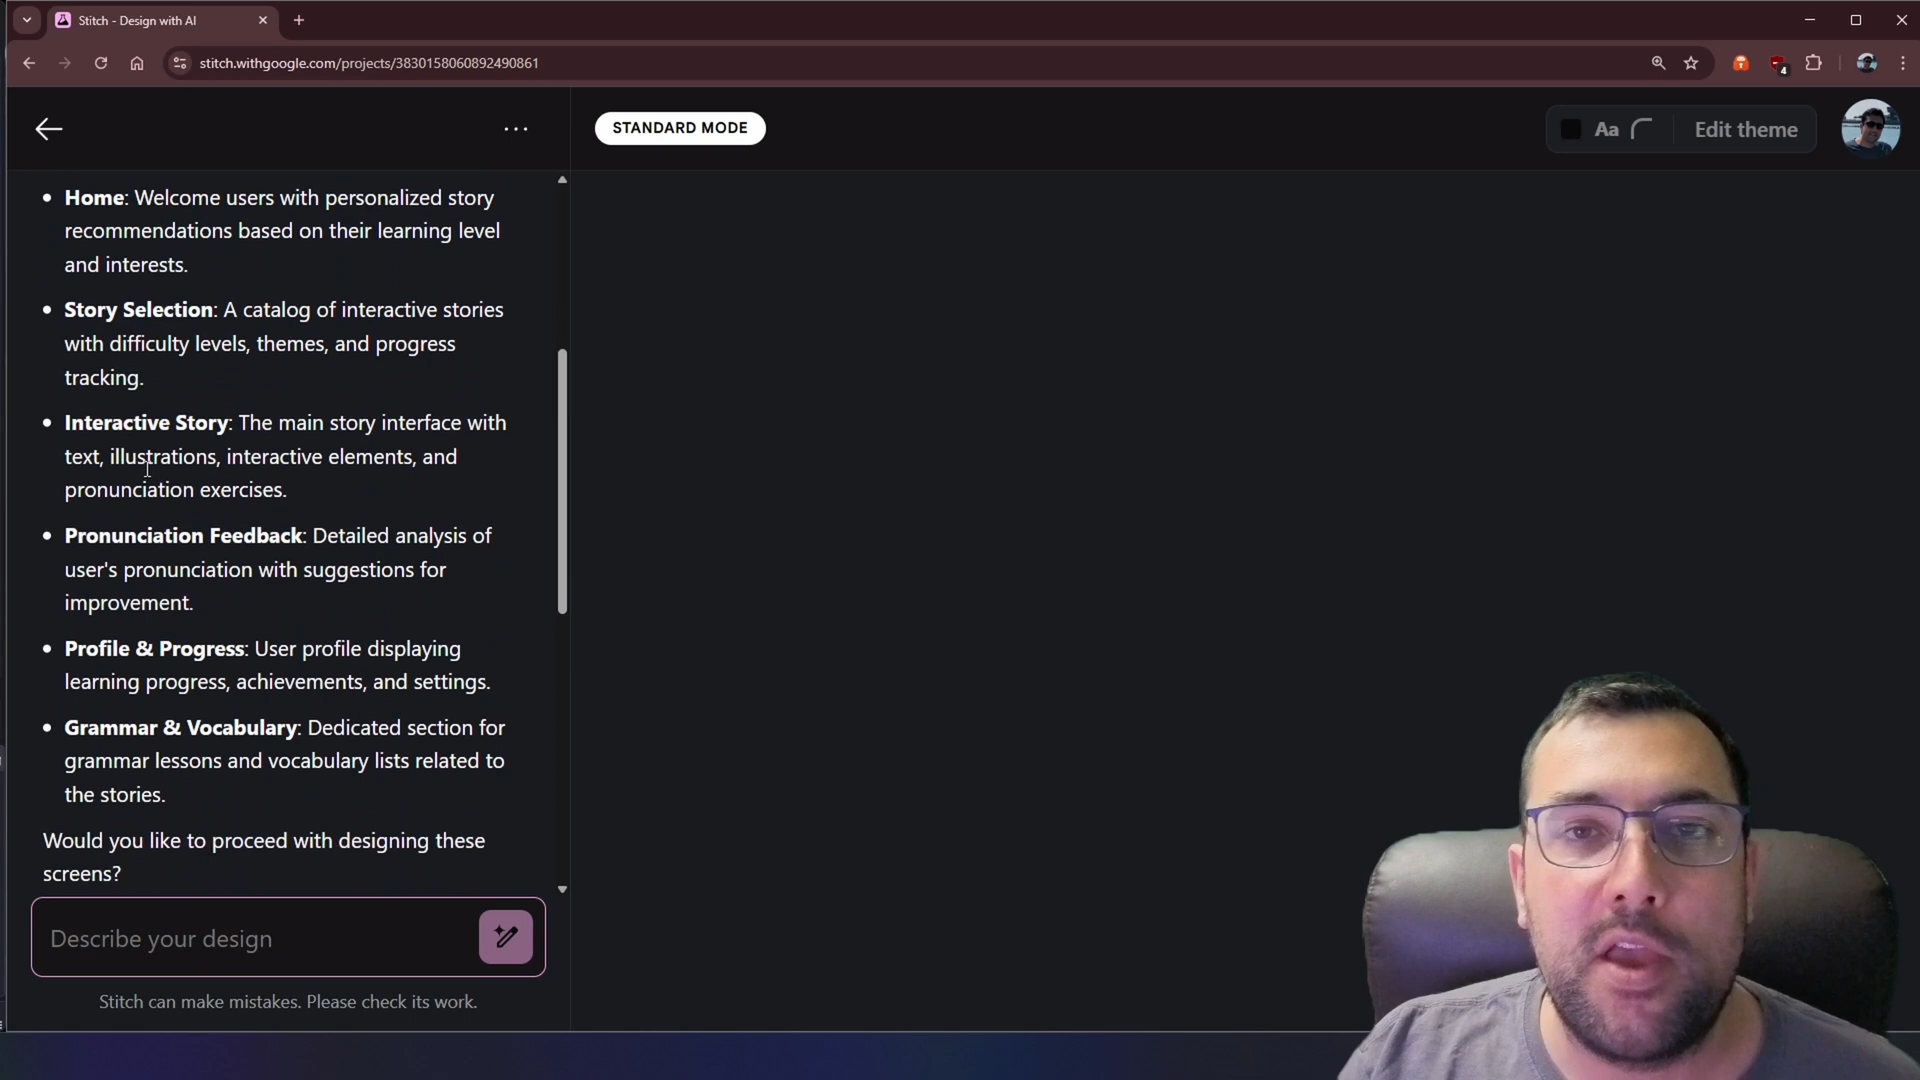 Stitch - Design with AI
stitch.withgoogle.com/projects/3830158060892490861
4
STANDARD MODE
Aa
Edit theme
Home: Welcome users with personalized story
recommendations based on their learning level
and interests.
Story Selection: A catalog of interactive stories
with difficulty levels, themes, and progress
tracking.
Interactive Story: The main story interface with
text, illustrations, interactive elements, and
pronunciation exercises.
Pronunciation Feedback: Detailed analysis of
user's pronunciation with suggestions for
improvement.
Profile & Progress: User profile displaying
learning progress, achievements, and settings.
Grammar & Vocabulary: Dedicated section for
grammar lessons and vocabulary lists related to
the stories.
Would you like to proceed with designing these
screens?
Describe your design
Stitch can make mistakes. Please check its work.